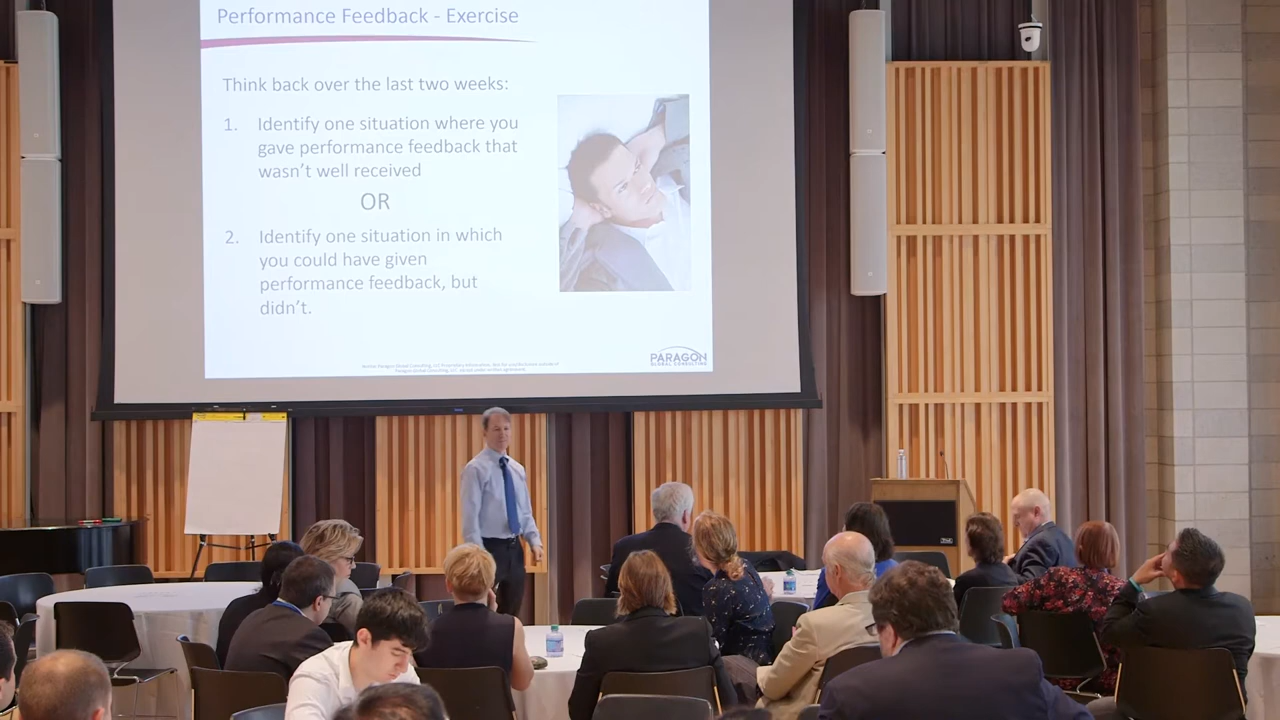 Performance Feedback - Exercise
Think back over the last two weeks:
1. Identify one situation where you
gave performance feedback that
wasn't well received
OR
2. Identify one situation in which
you could have given
performance feedback, but
didn't.
PARAGON
GLOBAL CONSULTING